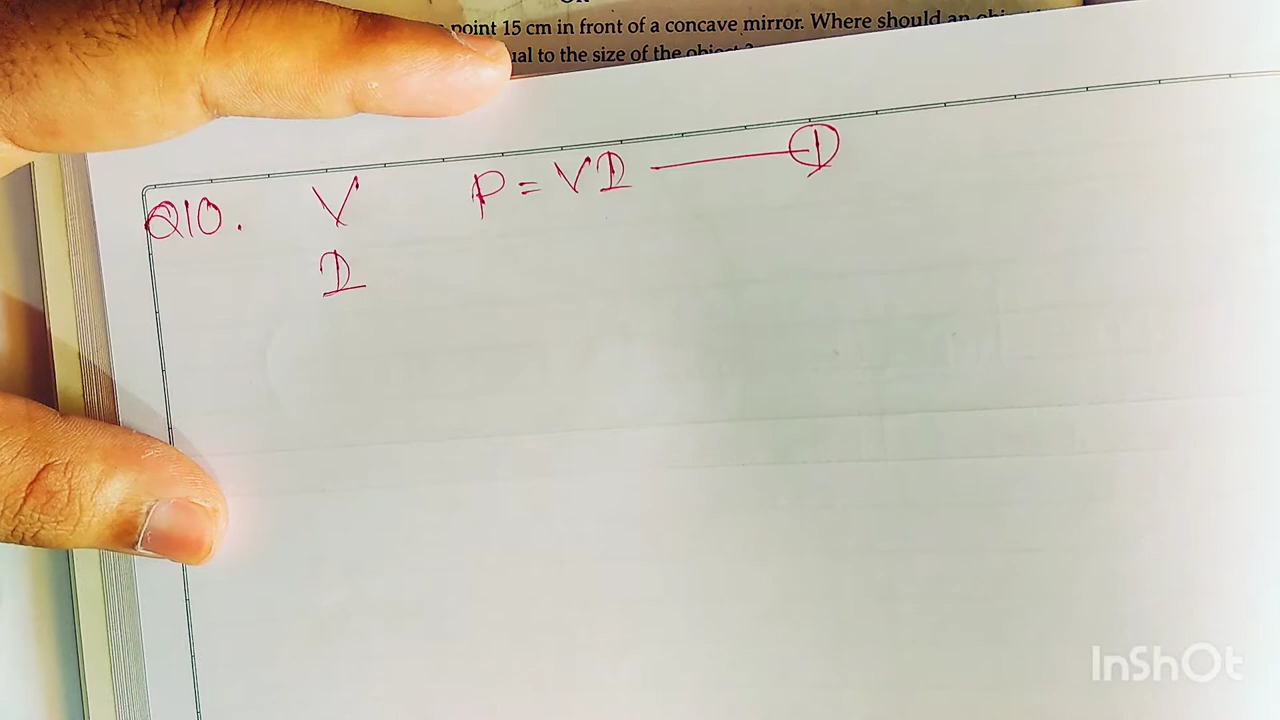 point 15 cm in front of a concave mirror. Where should an
ual to the size of the object?
Q10. V P = VI ——— ①
I
InShOt